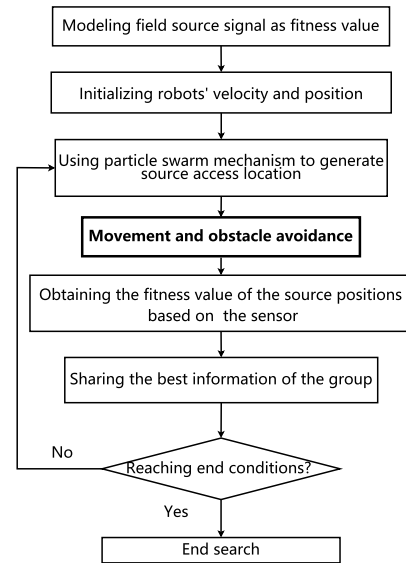 Modeling field source signal as fitness value
Initializing robots' velocity and position
Using particle swarm mechanism to generate
source access location
Movement and obstacle avoidance
Obtaining the fitness value of the source positions
based on the sensor
Sharing the best information of the group
Reaching end conditions?
No
Yes
End search